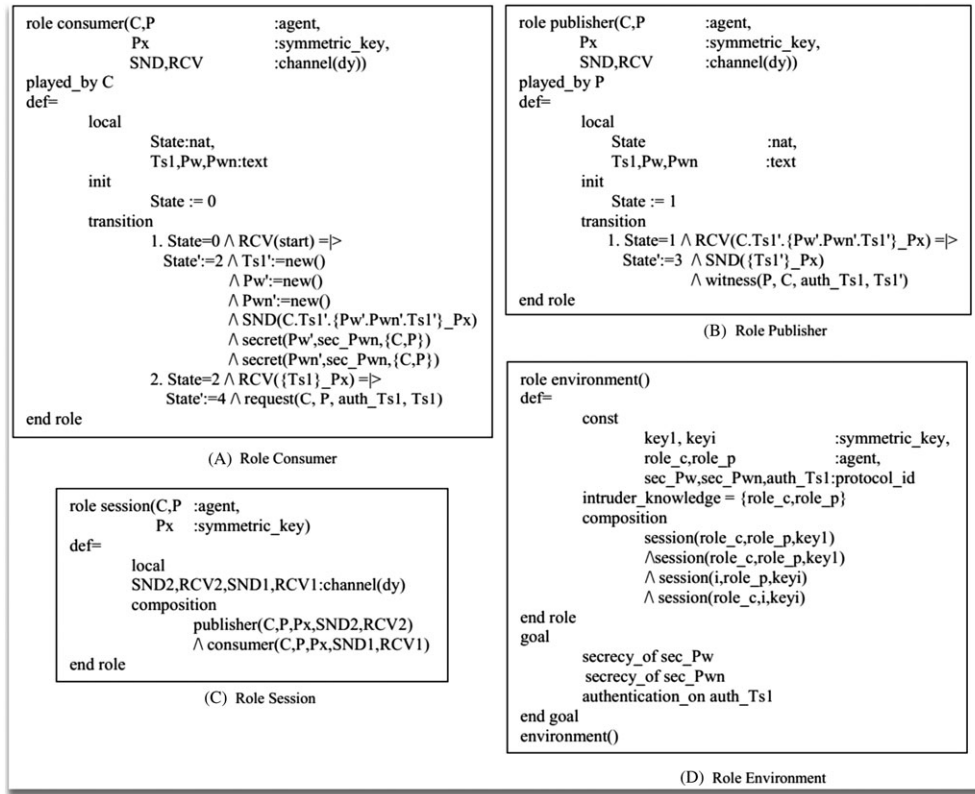 role consumer(C,P :agent,
Px :symmetric_key,
SND,RCV :channel(dy))
played_by C
def=
local
State:nat,
Ts1,Pw,Pwn:text
init
State := 0
transition
1. State=0 /\ RCV(start) =|>
State':=2 /\ Ts1':=new()
/\ Pw':=new()
/\ Pwn':=new()
/\ SND(C.Ts1'.{Pw'.Pwn'.Ts1'}_Px)
/\ secret(Pw',sec_Pwn,{C,P})
/\ secret(Pwn',sec_Pwn,{C,P})
2. State=2 /\ RCV({Ts1}_Px) =|>
State':=4 /\ request(C, P, auth_Ts1, Ts1)
end role
(A) Role Consumer
role publisher(C,P :agent,
Px :symmetric_key,
SND,RCV :channel(dy))
played_by P
def=
local
State :nat,
Ts1,Pw,Pwn :text
init
State := 1
transition
1. State=1 /\ RCV(C.Ts1'.{Pw'.Pwn'.Ts1'}_Px) =|>
State':=3 /\ SND({Ts1'}_Px)
/\ witness(P, C, auth_Ts1, Ts1')
end role
(B) Role Publisher
role session(C,P :agent,
Px :symmetric_key)
def=
local
SND2,RCV2,SND1,RCV1:channel(dy)
composition
publisher(C,P,Px,SND2,RCV2)
/\ consumer(C,P,Px,SND1,RCV1)
end role
(C) Role Session
role environment()
def=
const
key1, keyi :symmetric_key,
role_c,role_p :agent,
sec_Pw,sec_Pwn,auth_Ts1:protocol_id
intruder_knowledge = {role_c,role_p}
composition
session(role_c,role_p,key1)
/\session(role_c,role_p,key1)
/\ session(i,role_p,keyi)
/\ session(role_c,i,keyi)
end role
goal
secrecy_of sec_Pw
secrecy_of sec_Pwn
authentication_on auth_Ts1
end goal
environment()
(D) Role Environment